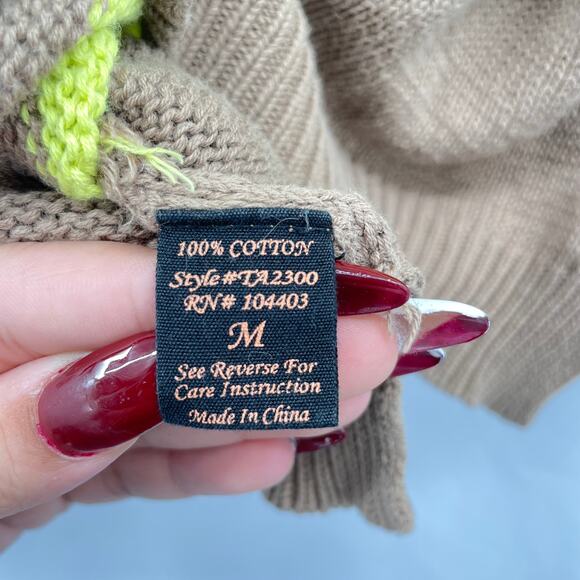 100% COTTON
Style#TA2300
RN# 104403
M
See Reverse For
Care Instruction
Made In China